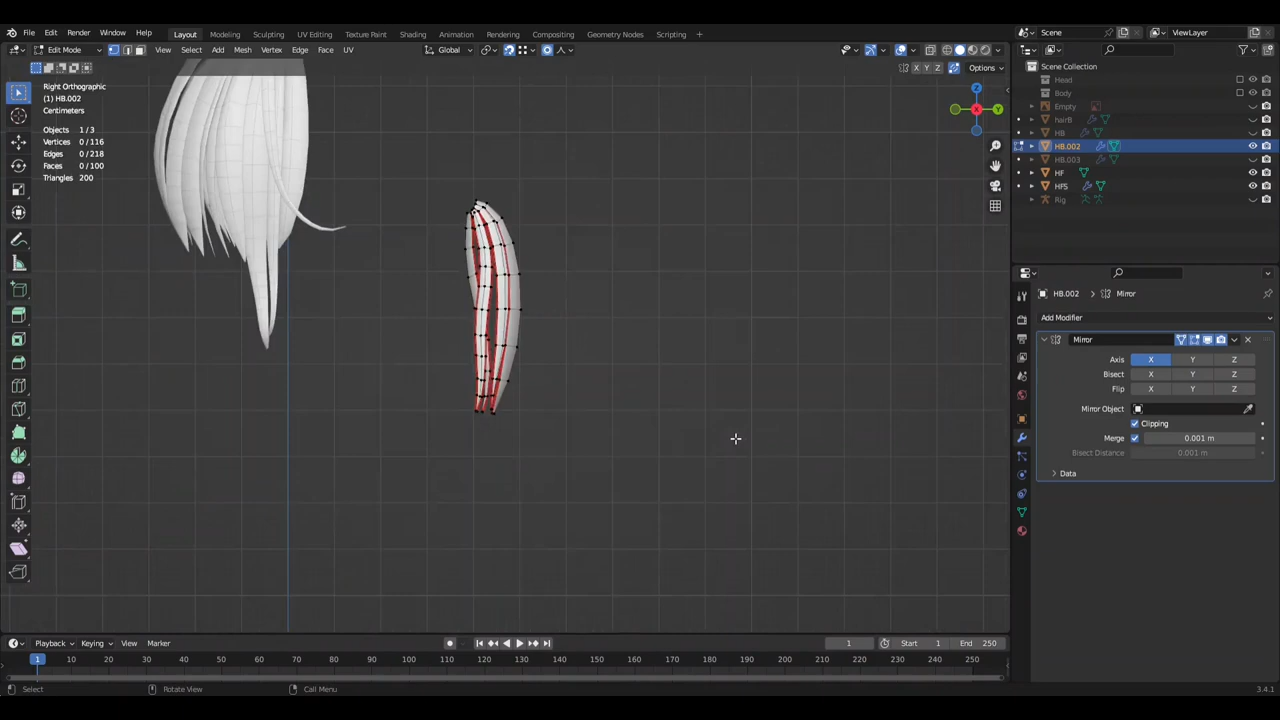 File Edit Render Window Help Layout Modeling Sculpting UV Editing Texture Paint Shading Animation Rendering Compositing Geometry Nodes Scripting + Scene ViewLayer
Edit Mode View Select Add Mesh Vertex Edge Face UV Global
X Y Z Options
Right Orthographic
(1) HB.002
Centimeters
Objects 1/3
Vertices 0/116
Edges 0/218
Faces 0/100
Triangles 200
Z
Y
X
Scene Collection
Head
Body
Empty
hairB
HB
HB.002
HB.003
HF
HFS
Rig
HB.002 Mirror
Add Modifier
Mirror
Axis X Y Z
Bisect X Y Z
Flip X Y Z
Mirror Object
Clipping
Merge 0.001 m
Bisect Distance 0.001 m
Data
Playback Keying View Marker 1 Start 1 End 250
1 10 20 30 40 50 60 70 80 90 100 110 120 130 140 150 160 170 180 190 200 210 220 230 240 250
Select Rotate View Call Menu 3.4.1